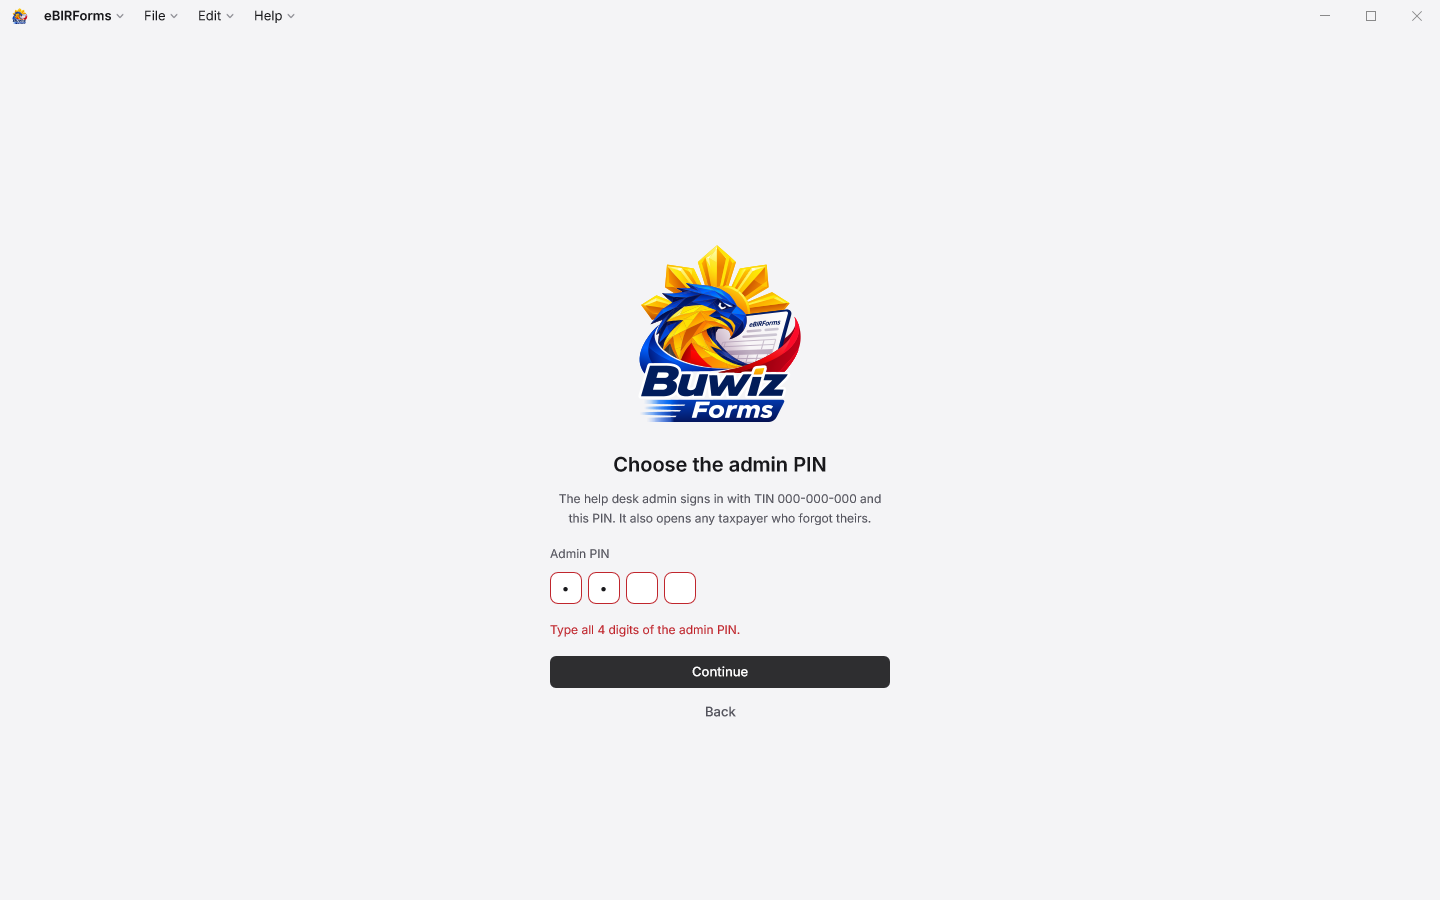 eBIRForms File Edit Help
eBIRForms
Buwiz
Forms
Choose the admin PIN
The help desk admin signs in with TIN 000-000-000 and
this PIN. It also opens any taxpayer who forgot theirs.
Admin PIN
Type all 4 digits of the admin PIN.
Continue
Back